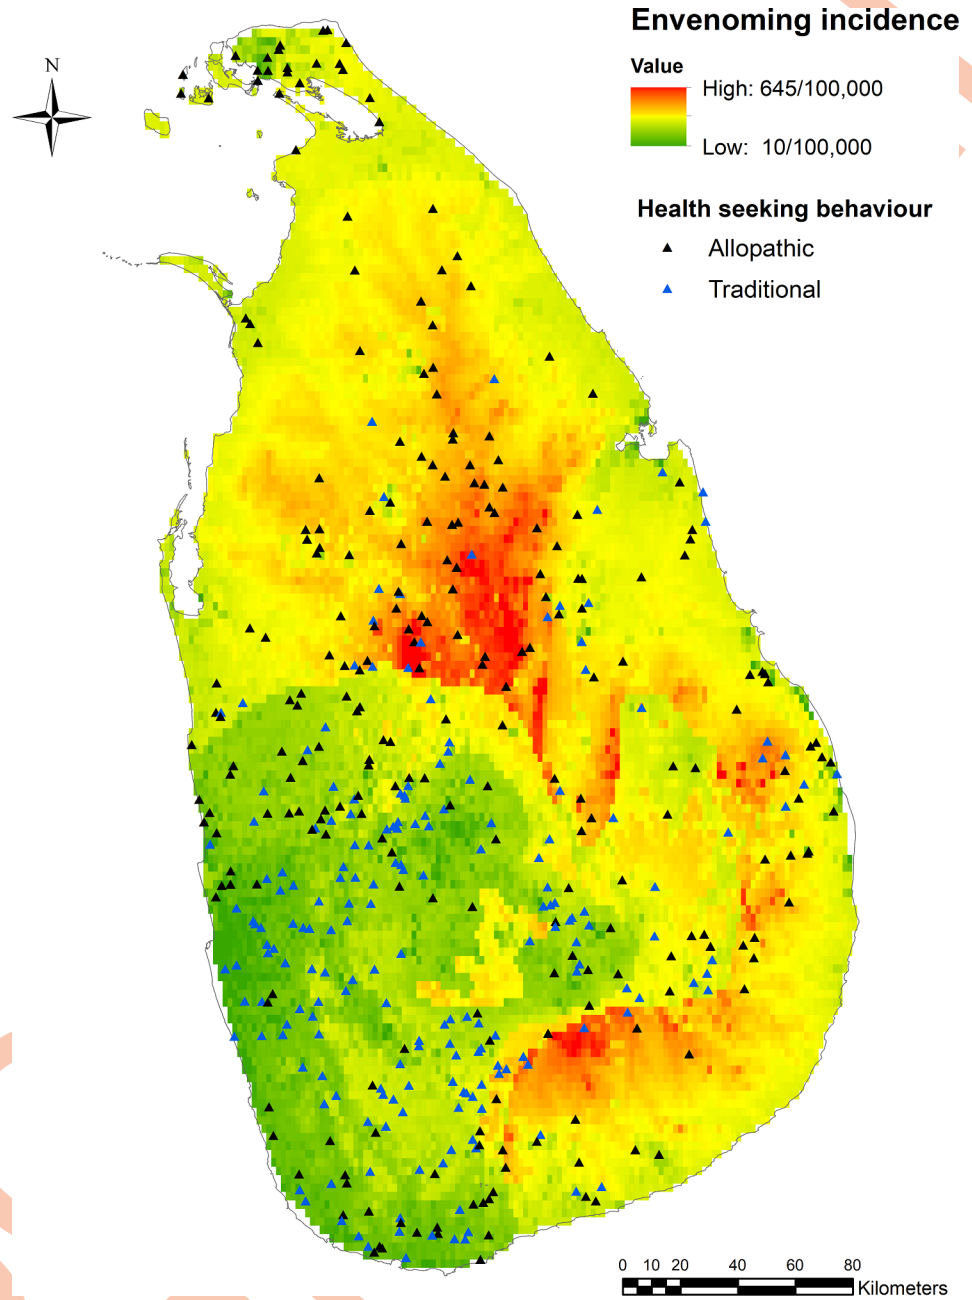 Envenoming incidence
N
Value
High: 645/100,000
Low: 10/100,000
Health seeking behaviour
Allopathic
Traditional
0 10 20 40 60 80
Kilometers